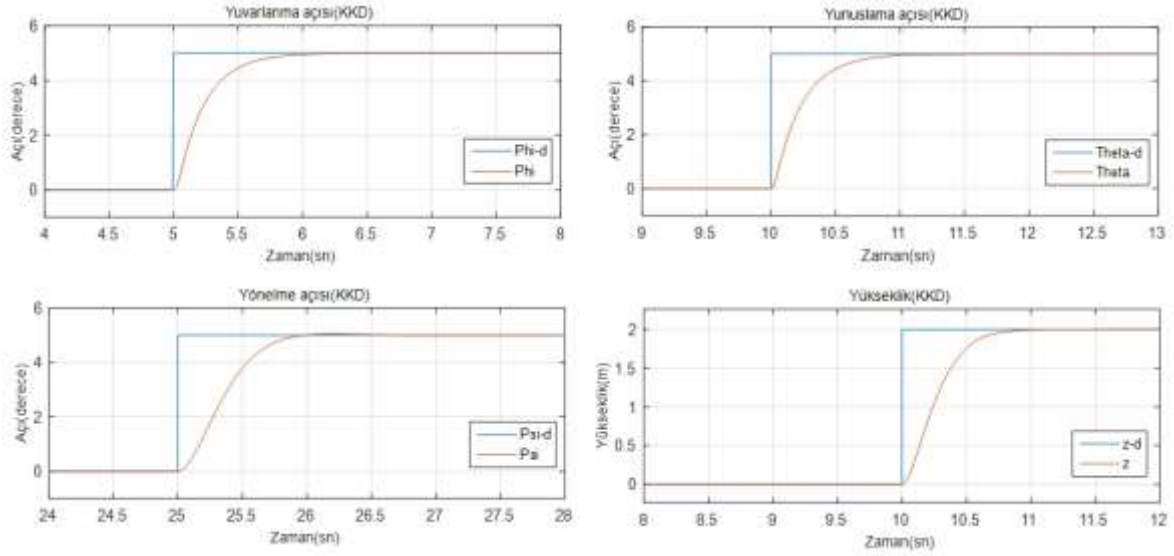 Yuvarlanma açısı(KKD)
Açı(derece)
6
4
2
0
Phi-d
Phi
4 4.5 5 5.5 6 6.5 7 7.5 8
Zaman(sn)
Yunuslama açısı(KKD)
Açı(derece)
6
4
2
0
Theta-d
Theta
9 9.5 10 10.5 11 11.5 12 12.5 13
Zaman(sn)
Yönelme açısı(KKD)
Açı(derece)
6
4
2
0
Psi-d
Psi
24 24.5 25 25.5 26 26.5 27 27.5 28
Zaman(sn)
Yükseklik(KKD)
Yükseklik(m)
2
1.5
1
0.5
0
z-d
z
8 8.5 9 9.5 10 10.5 11 11.5 12
Zaman(sn)